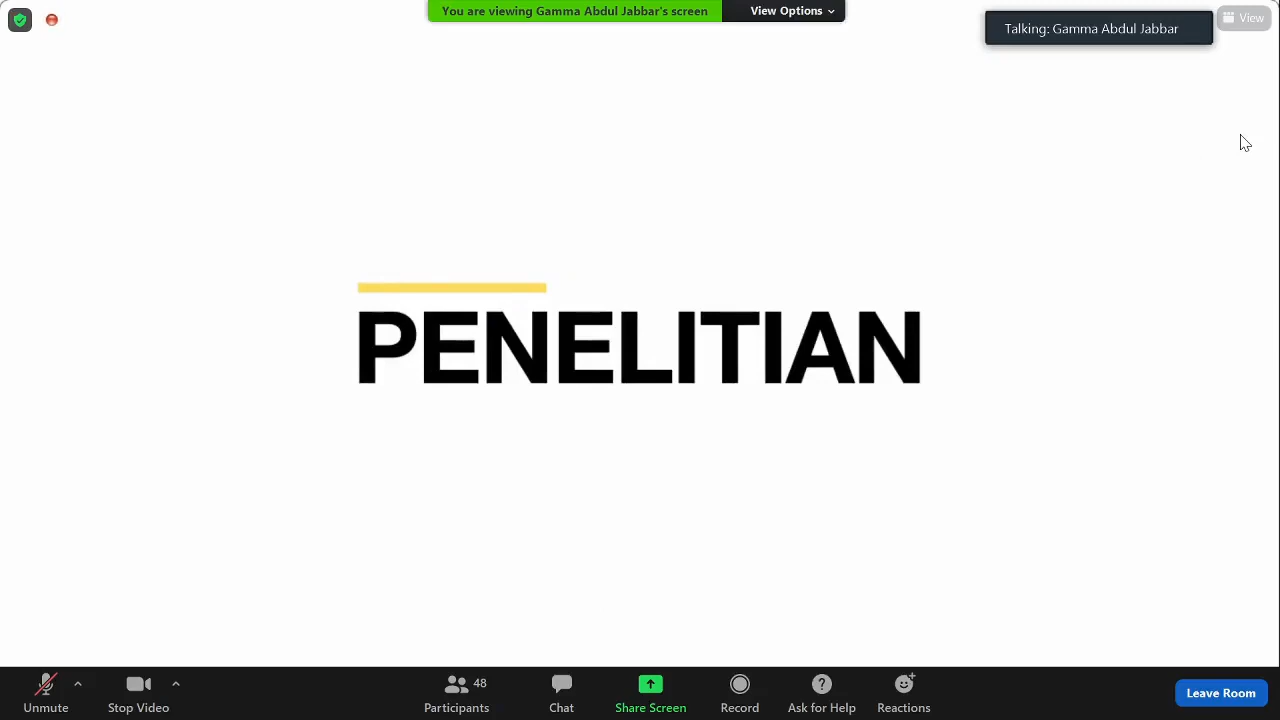 You are viewing Gamma Abdul Jabbar's screen
View Options
Talking: Gamma Abdul Jabbar
View
PENELITIAN
Unmute
Stop Video
Participants
48
Chat
Share Screen
Record
Ask for Help
Reactions
Leave Room